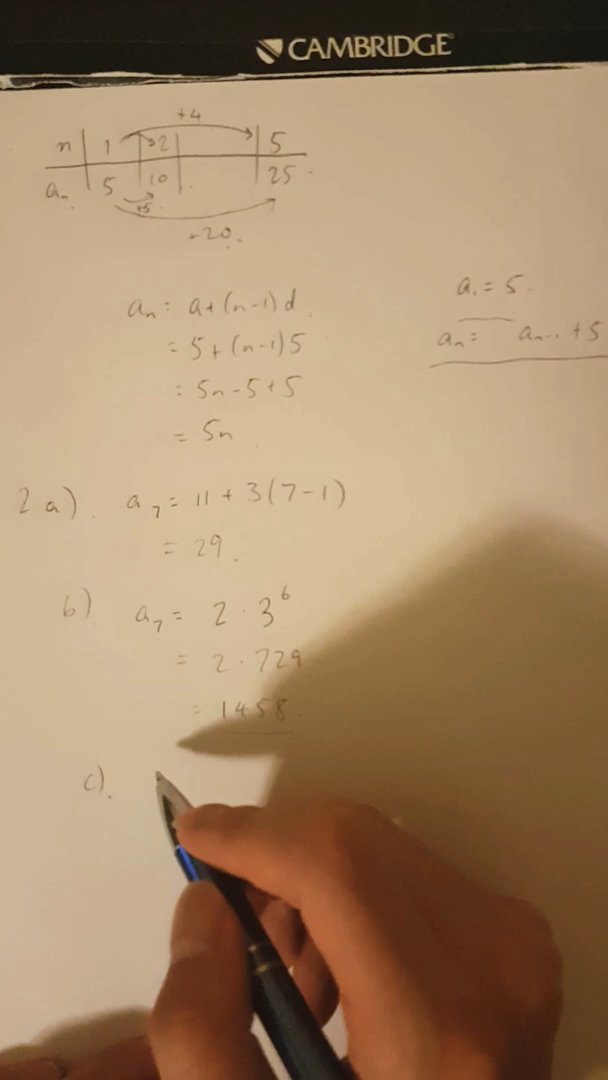 CAMBRIDGE
+4
n 1 2 5
aₙ 5 10 25
+5
+20.
aₙ = a+(n-1)d
= 5+(n-1)5
= 5n-5+5
= 5n
a₁ = 5.
aₙ = aₙ₋₁ +5
2a). a₇ = 11 + 3(7-1)
= 29.
b) a₇ = 2 · 3⁶
= 2 · 729
= 1458
c).